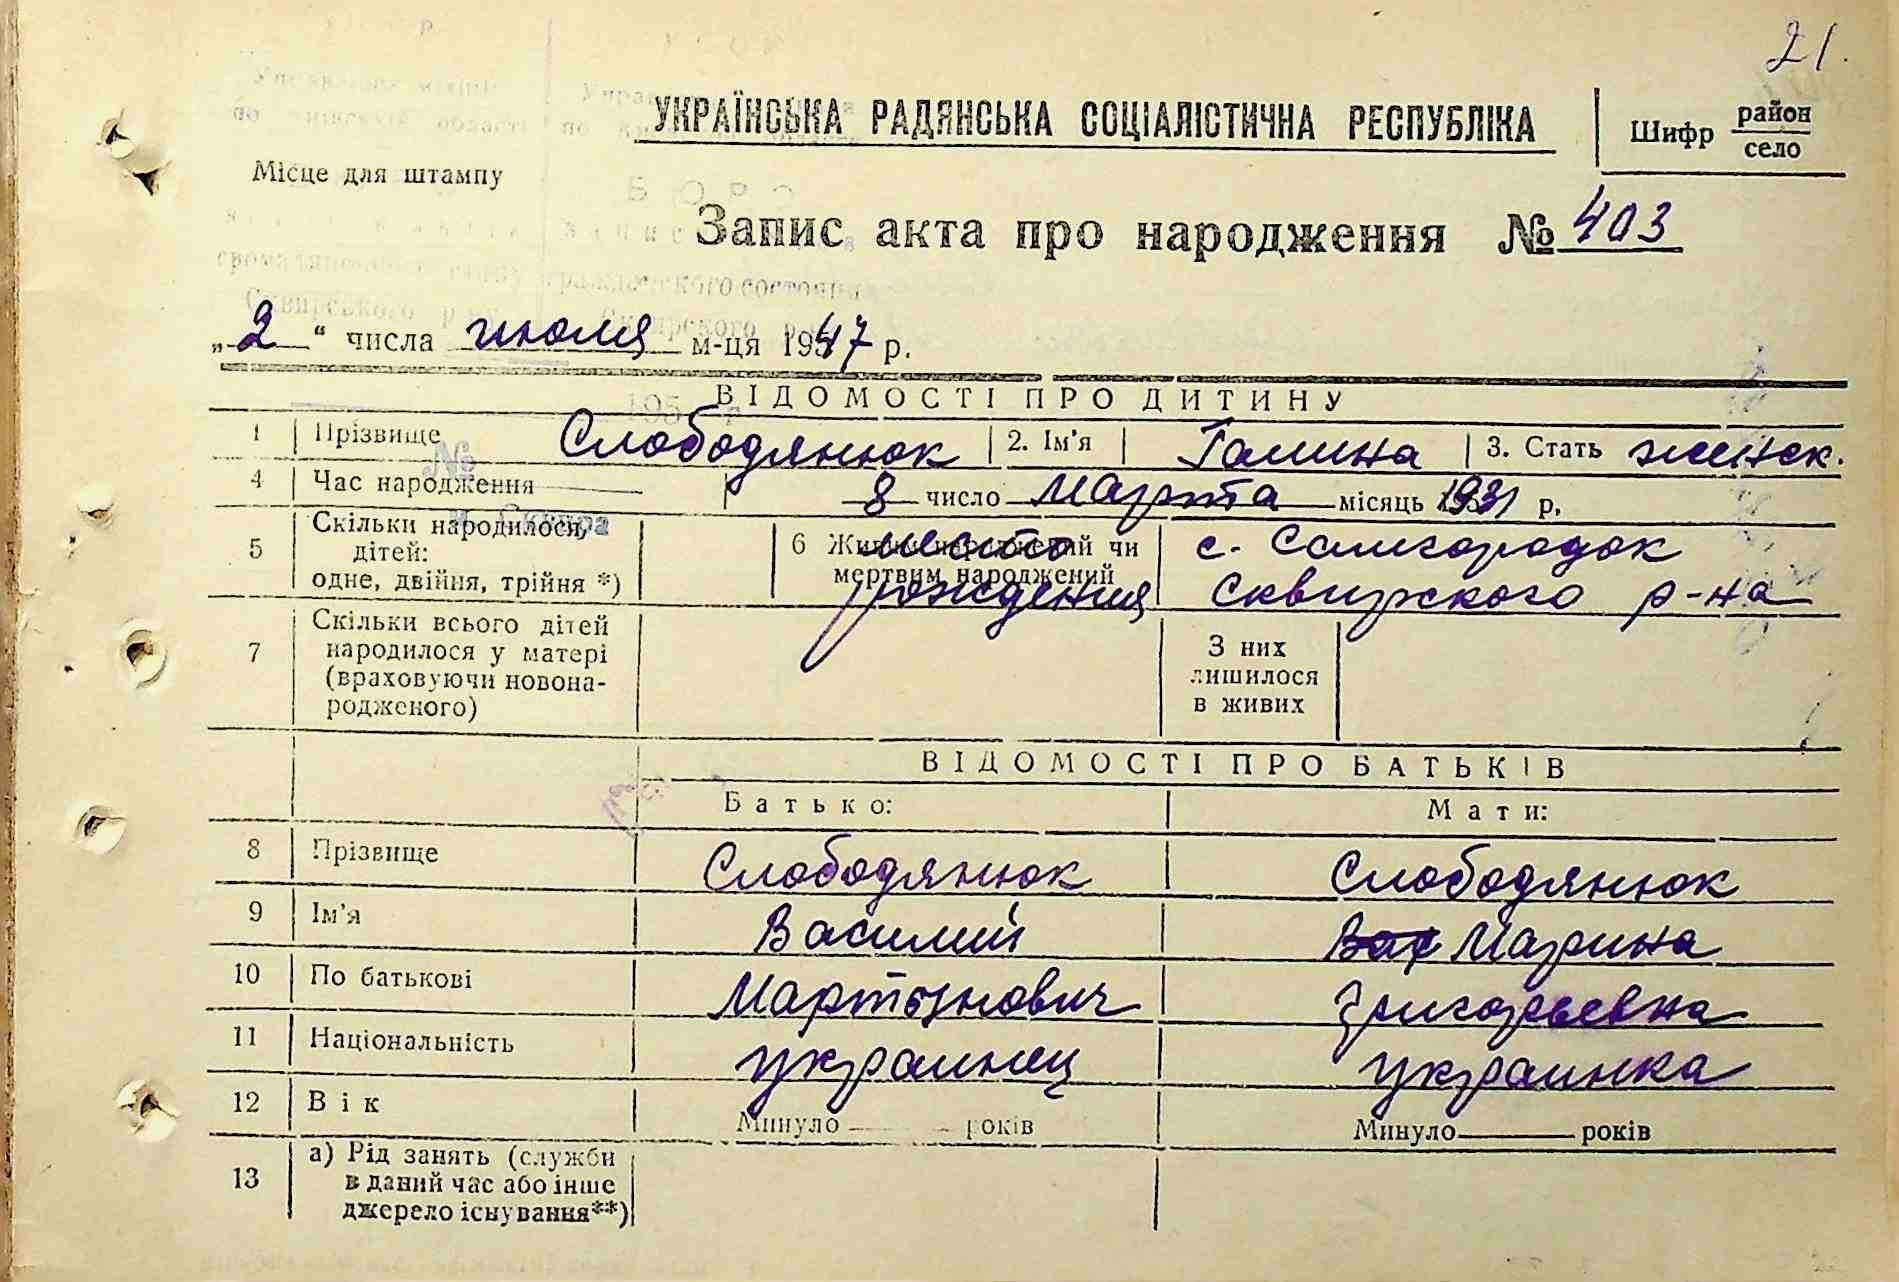 21.
УКРАЇНСЬКА РАДЯНСЬКА СОЦІАЛІСТИЧНА РЕСПУБЛІКА
Шифр район
село
Місце для штампу
Запис акта про народження № 403
„2“ числа июля м-ця 1947 р.
ВІДОМОСТІ ПРО ДИТИНУ
1 Прізвище Слободянюк 2. Ім'я Галина 3. Стать женск.
4 Час народження 8 число Марта місяць 1931 р.
5 Скільки народилося дітей: одне, двійня, трійня *)
6 Живим народжений чи мертвим народжений
место рождения
с. Самгородок
Сквирского р-на
7 Скільки всього дітей
народилося у матері
(враховуючи новона-
родженого)
З них
лишилося
в живих
ВІДОМОСТІ ПРО БАТЬКІВ
Батько: Мати:
8 Прізвище Слободянюк Слободянюк
9 Ім'я Василий Марина
10 По батькові Мартынович Григорьевна
11 Національність украинец украинка
12 Вік Минуло років Минуло років
13 а) Рід занять (служби
в даний час або інше
джерело існування**)